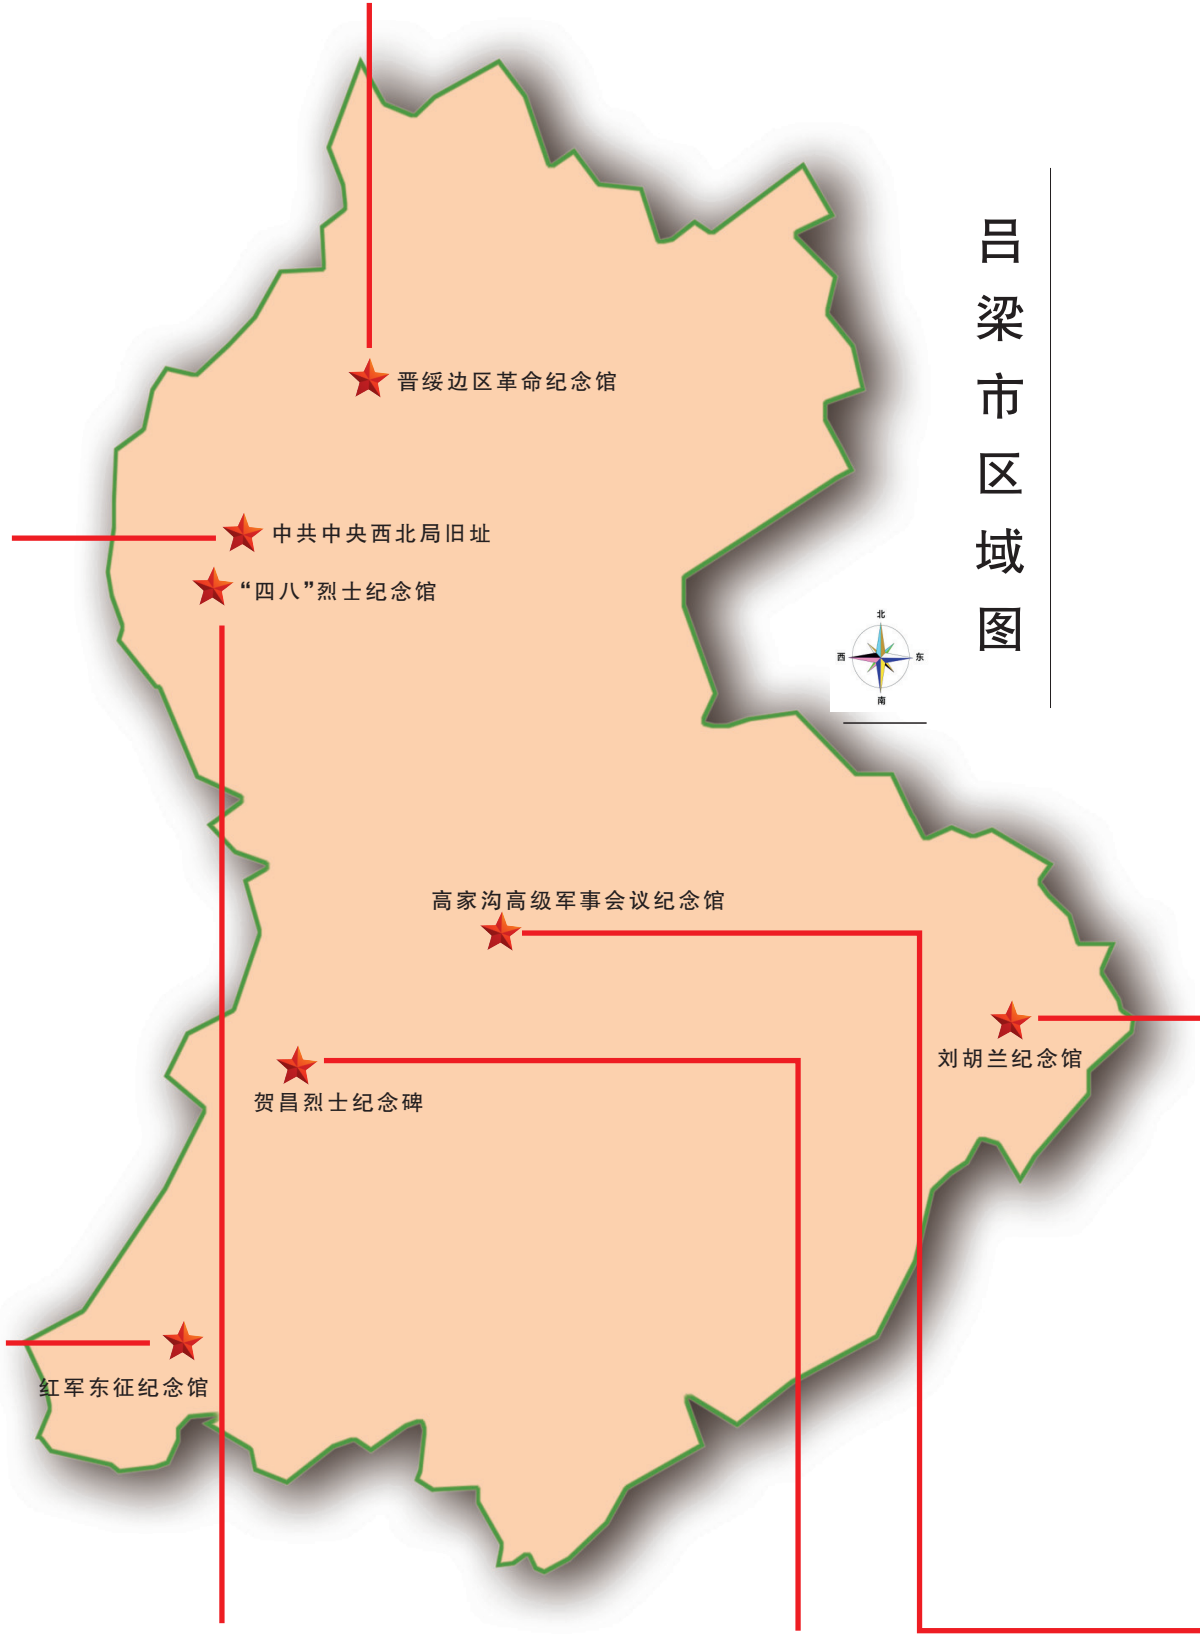 吕梁市区域图
晋绥边区革命纪念馆
中共中央西北局旧址
“四八”烈士纪念馆
北
西
东
南
高家沟高级军事会议纪念馆
刘胡兰纪念馆
贺昌烈士纪念碑
红军东征纪念馆